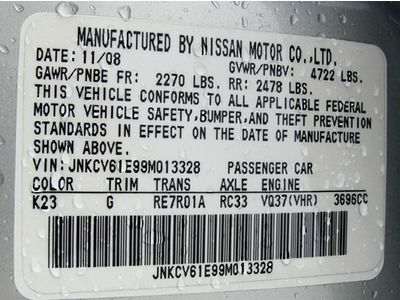 MANUFACTURED BY NISSAN MOTOR CO.,LTD.
DATE: 11/08 GVWR/PNBV: 4722 LBS.
GAWR/PNBE FR: 2270 LBS. RR: 2478 LBS.
THIS VEHICLE CONFORMS TO ALL APPLICABLE FEDERAL
MOTOR VEHICLE SAFETY,BUMPER,AND THEFT PREVENTION
STANDARDS IN EFFECT ON THE DATE OF MANUFACTURE
SHOWN ABOVE.
VIN: JNKCV61E99M013328 PASSENGER CAR
COLOR TRIM TRANS AXLE ENGINE
K23 G RE7R01A RC33 VQ37(VHR) 3696CC
JNKCV61E99M013328